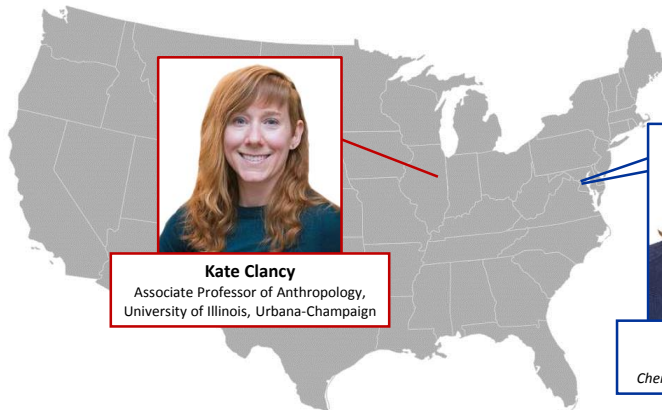 Kate Clancy
Associate Professor of Anthropology,
University of Illinois, Urbana-Champaign